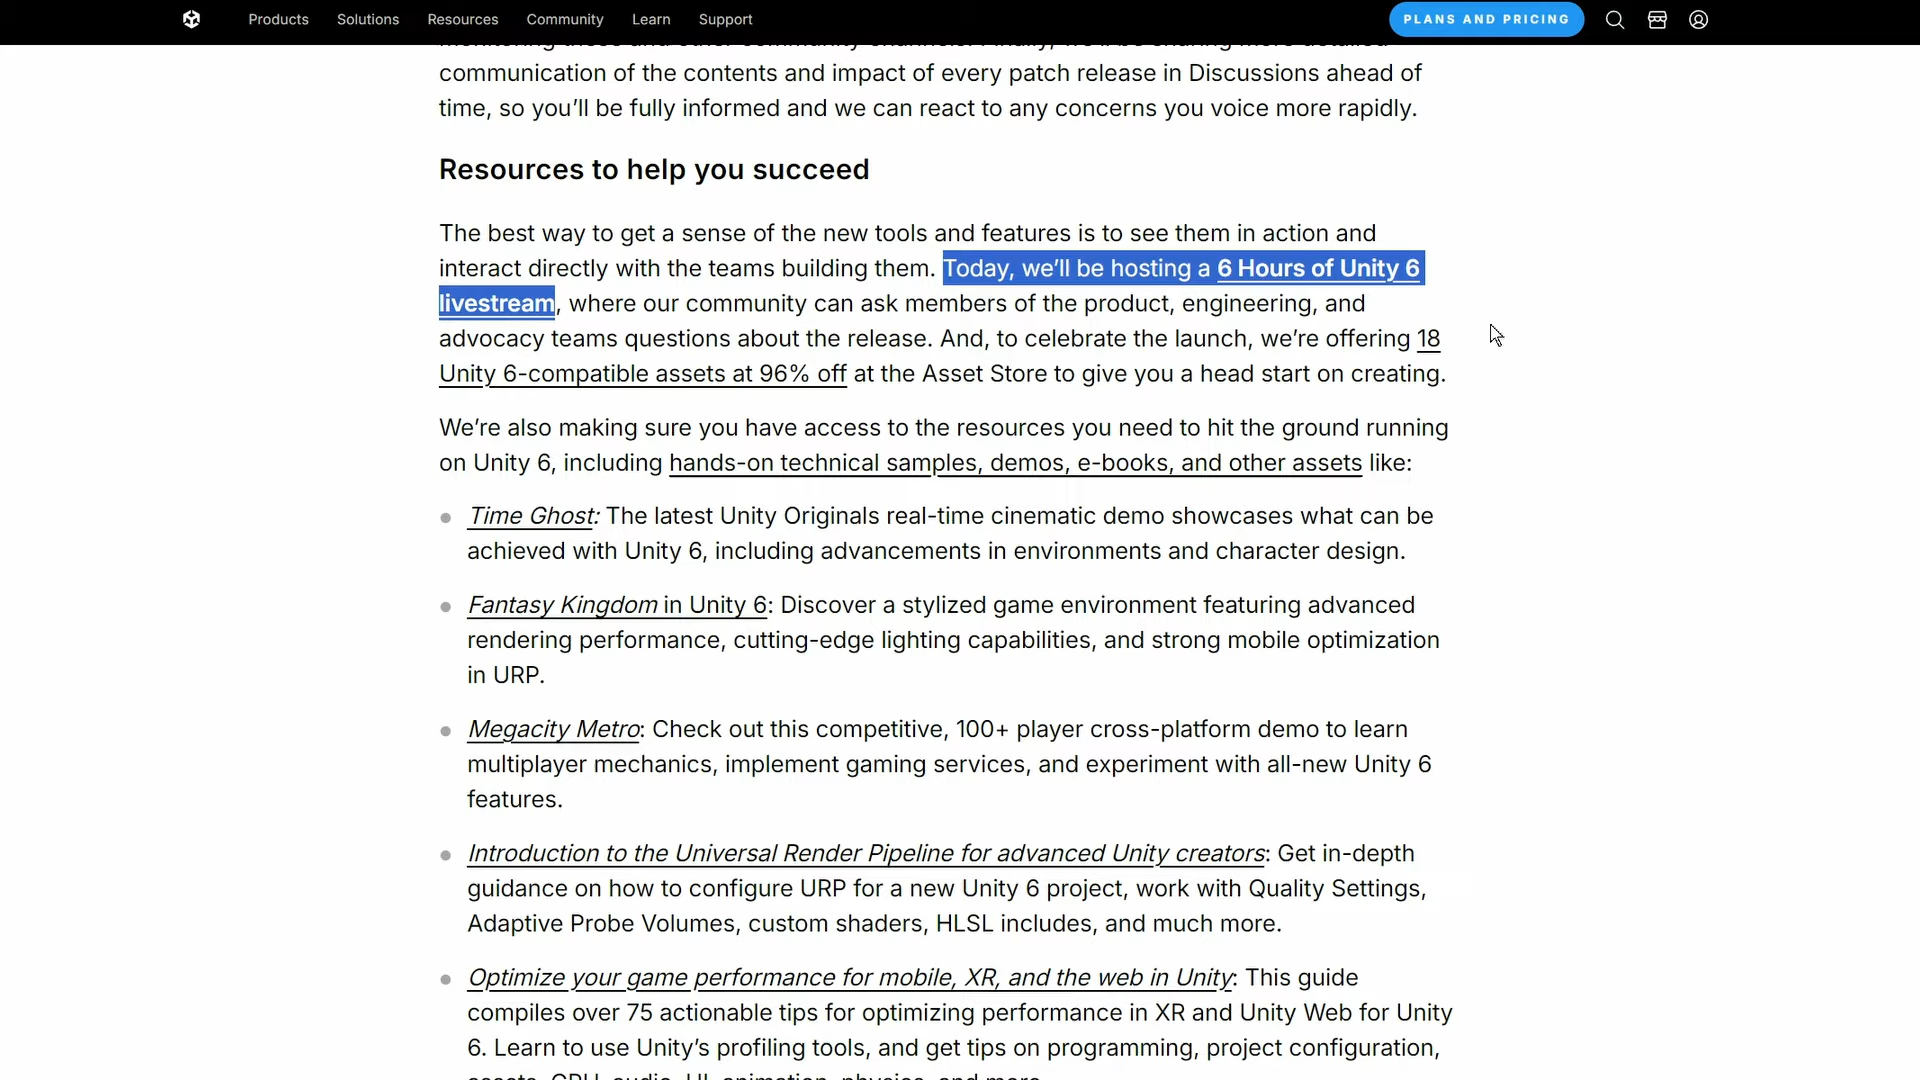 Products Solutions Resources Community Learn Support PLANS AND PRICING
communication of the contents and impact of every patch release in Discussions ahead of
time, so you’ll be fully informed and we can react to any concerns you voice more rapidly.
Resources to help you succeed
The best way to get a sense of the new tools and features is to see them in action and
interact directly with the teams building them. Today, we’ll be hosting a 6 Hours of Unity 6
livestream, where our community can ask members of the product, engineering, and
advocacy teams questions about the release. And, to celebrate the launch, we’re offering 18
Unity 6-compatible assets at 96% off at the Asset Store to give you a head start on creating.
We’re also making sure you have access to the resources you need to hit the ground running
on Unity 6, including hands-on technical samples, demos, e-books, and other assets like:
Time Ghost: The latest Unity Originals real-time cinematic demo showcases what can be
achieved with Unity 6, including advancements in environments and character design.
Fantasy Kingdom in Unity 6: Discover a stylized game environment featuring advanced
rendering performance, cutting-edge lighting capabilities, and strong mobile optimization
in URP.
Megacity Metro: Check out this competitive, 100+ player cross-platform demo to learn
multiplayer mechanics, implement gaming services, and experiment with all-new Unity 6
features.
Introduction to the Universal Render Pipeline for advanced Unity creators: Get in-depth
guidance on how to configure URP for a new Unity 6 project, work with Quality Settings,
Adaptive Probe Volumes, custom shaders, HLSL includes, and much more.
Optimize your game performance for mobile, XR, and the web in Unity: This guide
compiles over 75 actionable tips for optimizing performance in XR and Unity Web for Unity
6. Learn to use Unity’s profiling tools, and get tips on programming, project configuration,